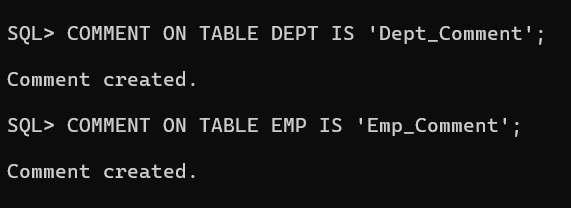 SQL> COMMENT ON TABLE DEPT IS 'Dept_Comment';
Comment created.
SQL> COMMENT ON TABLE EMP IS 'Emp_Comment';
Comment created.